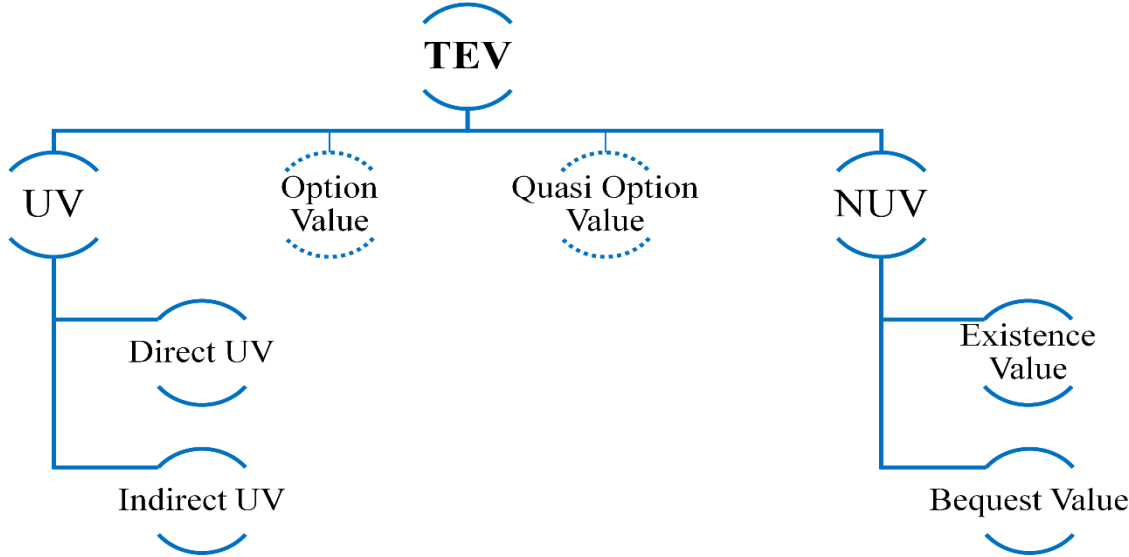 TEV
UV
Option
Value
Quasi Option
Value
NUV
Direct UV
Existence
Value
Indirect UV
Bequest Value